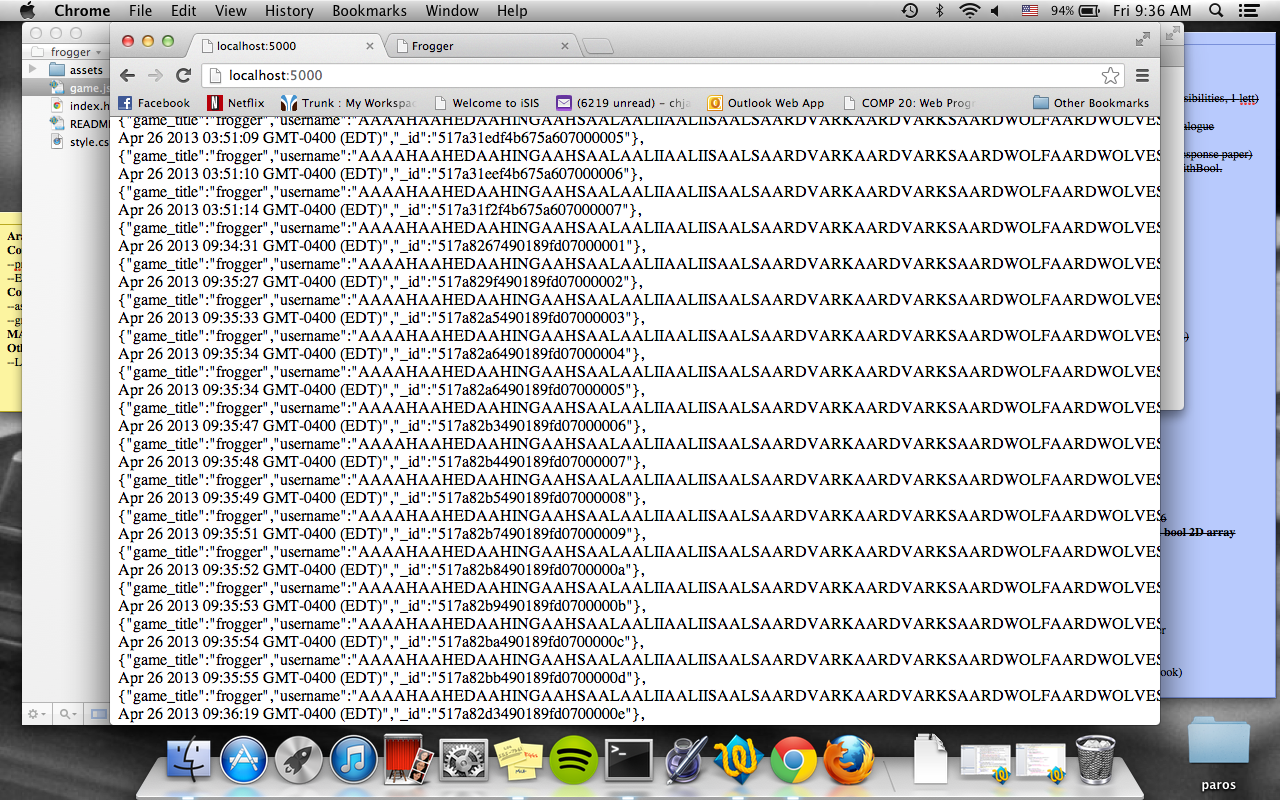 Chrome File Edit View History Bookmarks Window Help 94% Fri 9:36 AM
frogger
localhost:5000
Frogger
localhost:5000
Facebook Netflix Trunk : My Workspa Welcome to iSIS (6219 unread) – chja Outlook Web App COMP 20: Web Progr Other Bookmarks
assets
game.js
index.h
README
style.cs
{"game_title":"frogger","username":"AAAAHAAHEDAAHINGAAHSAALAALIIAALIISAALSAARDVARKAARDVARKSAARDWOLFAARDWOLVES
Apr 26 2013 03:51:09 GMT-0400 (EDT)","_id":"517a31edf4b675a607000005"},
{"game_title":"frogger","username":"AAAAHAAHEDAAHINGAAHSAALAALIIAALIISAALSAARDVARKAARDVARKSAARDWOLFAARDWOLVES
Apr 26 2013 03:51:10 GMT-0400 (EDT)","_id":"517a31eef4b675a607000006"},
{"game_title":"frogger","username":"AAAAHAAHEDAAHINGAAHSAALAALIIAALIISAALSAARDVARKAARDVARKSAARDWOLFAARDWOLVES
Apr 26 2013 03:51:14 GMT-0400 (EDT)","_id":"517a31f2f4b675a607000007"},
{"game_title":"frogger","username":"AAAAHAAHEDAAHINGAAHSAALAALIIAALIISAALSAARDVARKAARDVARKSAARDWOLFAARDWOLVES
Apr 26 2013 09:34:31 GMT-0400 (EDT)","_id":"517a8267490189fd07000001"},
{"game_title":"frogger","username":"AAAAHAAHEDAAHINGAAHSAALAALIIAALIISAALSAARDVARKAARDVARKSAARDWOLFAARDWOLVES
Apr 26 2013 09:35:27 GMT-0400 (EDT)","_id":"517a829f490189fd07000002"},
{"game_title":"frogger","username":"AAAAHAAHEDAAHINGAAHSAALAALIIAALIISAALSAARDVARKAARDVARKSAARDWOLFAARDWOLVES
Apr 26 2013 09:35:33 GMT-0400 (EDT)","_id":"517a82a5490189fd07000003"},
{"game_title":"frogger","username":"AAAAHAAHEDAAHINGAAHSAALAALIIAALIISAALSAARDVARKAARDVARKSAARDWOLFAARDWOLVES
Apr 26 2013 09:35:34 GMT-0400 (EDT)","_id":"517a82a6490189fd07000004"},
{"game_title":"frogger","username":"AAAAHAAHEDAAHINGAAHSAALAALIIAALIISAALSAARDVARKAARDVARKSAARDWOLFAARDWOLVES
Apr 26 2013 09:35:34 GMT-0400 (EDT)","_id":"517a82a6490189fd07000005"},
{"game_title":"frogger","username":"AAAAHAAHEDAAHINGAAHSAALAALIIAALIISAALSAARDVARKAARDVARKSAARDWOLFAARDWOLVES
Apr 26 2013 09:35:47 GMT-0400 (EDT)","_id":"517a82b3490189fd07000006"},
{"game_title":"frogger","username":"AAAAHAAHEDAAHINGAAHSAALAALIIAALIISAALSAARDVARKAARDVARKSAARDWOLFAARDWOLVES
Apr 26 2013 09:35:48 GMT-0400 (EDT)","_id":"517a82b4490189fd07000007"},
{"game_title":"frogger","username":"AAAAHAAHEDAAHINGAAHSAALAALIIAALIISAALSAARDVARKAARDVARKSAARDWOLFAARDWOLVES
Apr 26 2013 09:35:49 GMT-0400 (EDT)","_id":"517a82b5490189fd07000008"},
{"game_title":"frogger","username":"AAAAHAAHEDAAHINGAAHSAALAALIIAALIISAALSAARDVARKAARDVARKSAARDWOLFAARDWOLVES
Apr 26 2013 09:35:51 GMT-0400 (EDT)","_id":"517a82b7490189fd07000009"},
{"game_title":"frogger","username":"AAAAHAAHEDAAHINGAAHSAALAALIIAALIISAALSAARDVARKAARDVARKSAARDWOLFAARDWOLVES
Apr 26 2013 09:35:52 GMT-0400 (EDT)","_id":"517a82b8490189fd0700000a"},
{"game_title":"frogger","username":"AAAAHAAHEDAAHINGAAHSAALAALIIAALIISAALSAARDVARKAARDVARKSAARDWOLFAARDWOLVES
Apr 26 2013 09:35:53 GMT-0400 (EDT)","_id":"517a82b9490189fd0700000b"},
{"game_title":"frogger","username":"AAAAHAAHEDAAHINGAAHSAALAALIIAALIISAALSAARDVARKAARDVARKSAARDWOLFAARDWOLVES
Apr 26 2013 09:35:54 GMT-0400 (EDT)","_id":"517a82ba490189fd0700000c"},
{"game_title":"frogger","username":"AAAAHAAHEDAAHINGAAHSAALAALIIAALIISAALSAARDVARKAARDVARKSAARDWOLFAARDWOLVES
Apr 26 2013 09:35:55 GMT-0400 (EDT)","_id":"517a82bb490189fd0700000d"},
{"game_title":"frogger","username":"AAAAHAAHEDAAHINGAAHSAALAALIIAALIISAALSAARDVARKAARDVARKSAARDWOLFAARDWOLVES
Apr 26 2013 09:36:19 GMT-0400 (EDT)","_id":"517a82d3490189fd0700000e"},
Ara
Co
--p
--E
Co
--as
--gr
MA
Oth
--L
sibilities, 1 lett)
alogue
esponse paper)
ithBool.
bool 2D array
ook)
paros